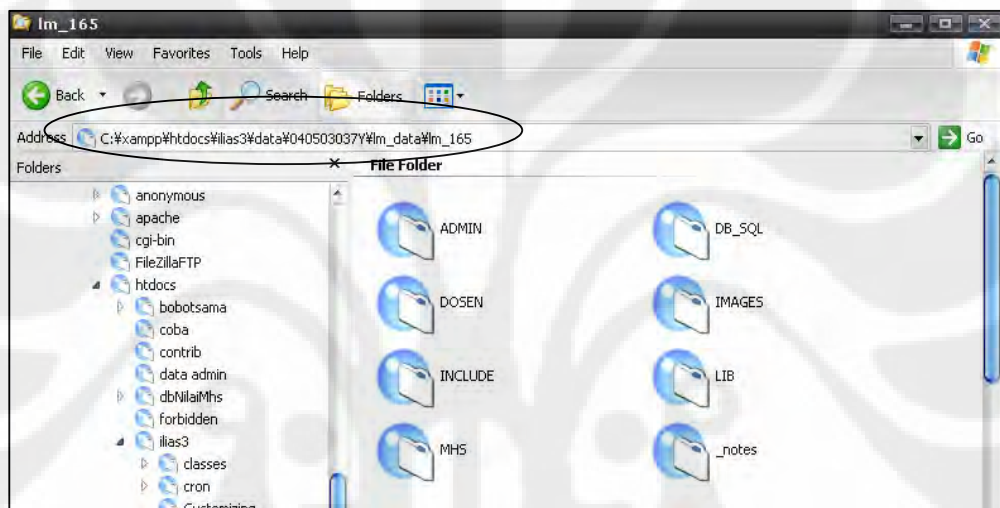 lm_165
File Edit View Favorites Tools Help
Back Search Folders
Address C:¥xampp¥htdocs¥ilias3¥data¥040503037Y¥lm_data¥lm_165 Go
Folders
anonymous
apache
cgi-bin
FileZillaFTP
htdocs
bobotsama
coba
contrib
data admin
dbNilaiMhs
forbidden
ilias3
classes
cron
Customizing
File Folder
ADMIN DB_SQL
DOSEN IMAGES
INCLUDE LIB
MHS _notes